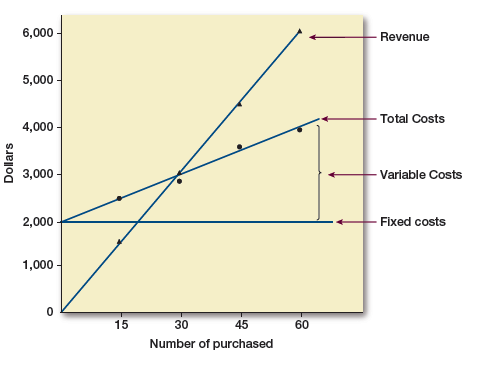 6,000
5,000
4,000
3,000
2,000
1,000
0
Dollars
15 30 45 60
Number of purchased
Revenue
Total Costs
Variable Costs
Fixed costs